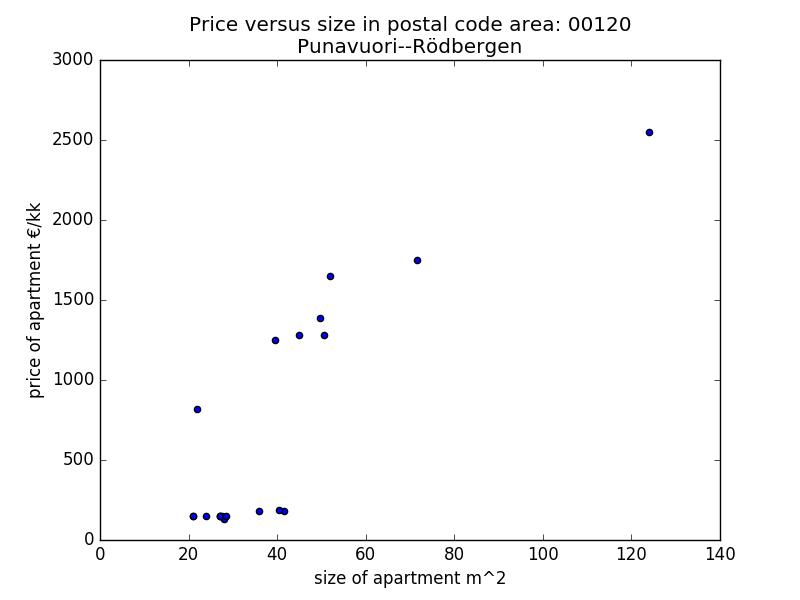 Price versus size in postal code area: 00120
Punavuori--Rödbergen
3000
2500
2000
1500
1000
500
0
price of apartment €/kk
0 20 40 60 80 100 120 140
size of apartment m^2